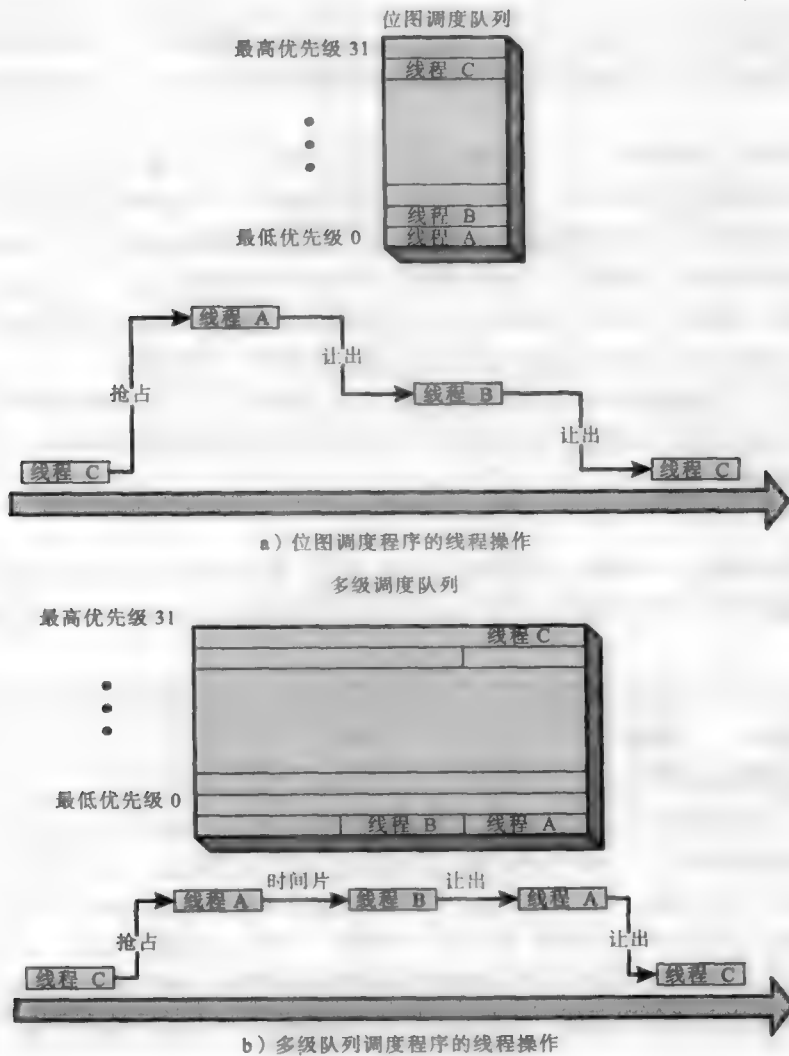 位图调度队列
最高优先级 31
线程 C
线程 B
最低优先级 0
线程 A
线程 A
让出
抢占
线程 B
让出
线程 C
线程 C
a）位图调度程序的线程操作
多级调度队列
最高优先级 31
线程 C
最低优先级 0
线程 B
线程 A
时间片
让出
线程 A
线程 B
线程 A
抢占
让出
线程 C
线程 C
b）多级队列调度程序的线程操作